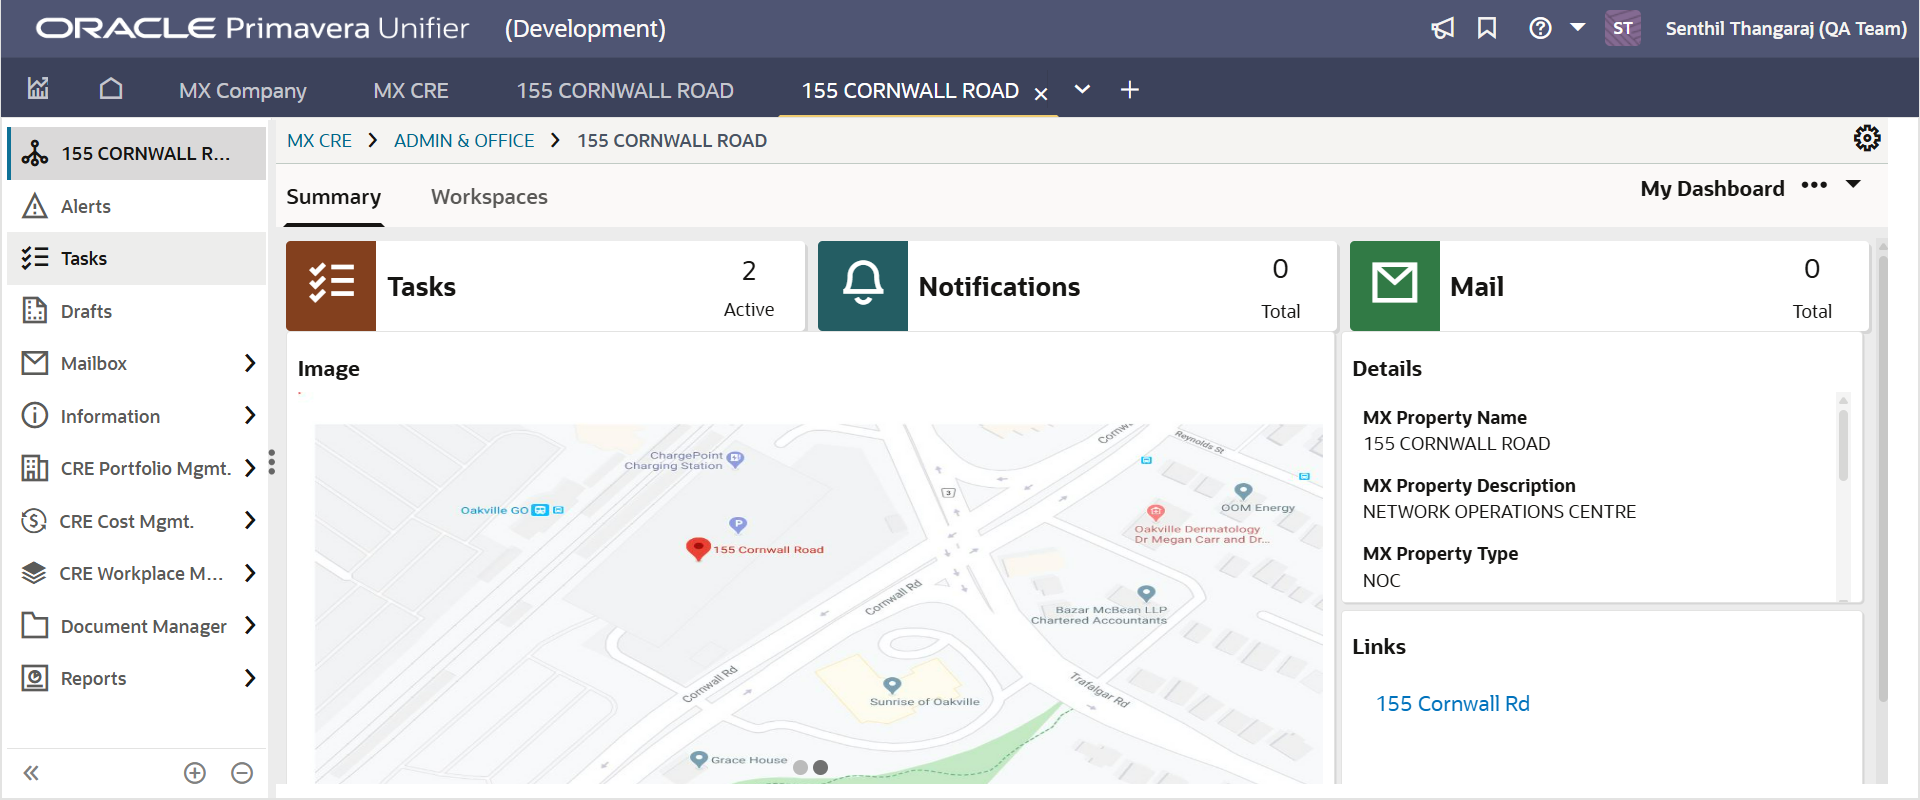 ORACLE Primavera Unifier (Development)
ST Senthil Thangaraj (QA Team)
MX Company MX CRE 155 CORNWALL ROAD 155 CORNWALL ROAD
155 CORNWALL R...
Alerts
Tasks
Drafts
Mailbox
Information
CRE Portfolio Mgmt.
CRE Cost Mgmt.
CRE Workplace M...
Document Manager
Reports
MX CRE > ADMIN & OFFICE > 155 CORNWALL ROAD
Summary Workspaces
My Dashboard
Tasks
2
Active
Notifications
0
Total
Mail
0
Total
Image
ChargePoint
Charging Station
Oakville GO
P
155 Cornwall Road
Cornwall Rd
Cornwall Rd
Reynolds St
3
OOM Energy
Oakville Dermatology
Dr Megan Carr and Dr...
Bazar McBean LLP
Chartered Accountants
Sunrise of Oakville
Trafalgar Rd
Grace House
Details
MX Property Name
155 CORNWALL ROAD
MX Property Description
NETWORK OPERATIONS CENTRE
MX Property Type
NOC
Links
155 Cornwall Rd